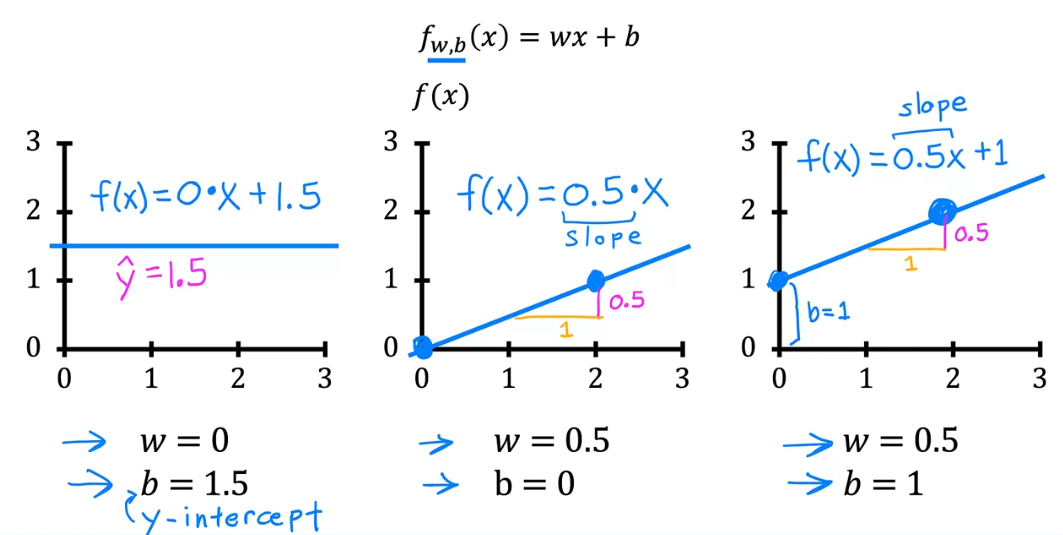 f_{w,b}(x) = wx + b
f(x)
3
2
1
0
0 1 2 3
f(x)=0•x+1.5
ŷ=1.5
→ w = 0
→ b = 1.5
y-intercept
3
2
1
0
0 1 2 3
f(x)=0.5•x
slope
0.5
1
→ w = 0.5
→ b = 0
3
2
1
0
0 1 2 3
slope
f(x)=0.5x+1
0.5
1
b=1
→ w = 0.5
→ b = 1